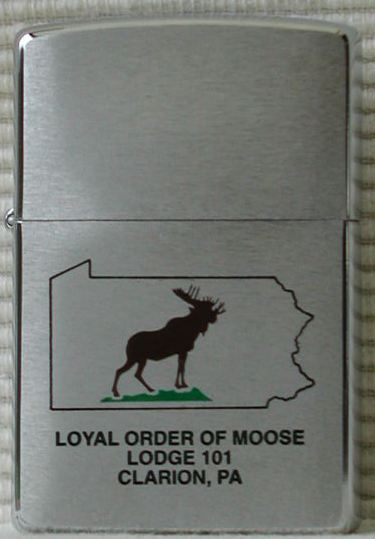 LOYAL ORDER OF MOOSE
LODGE 101
CLARION, PA